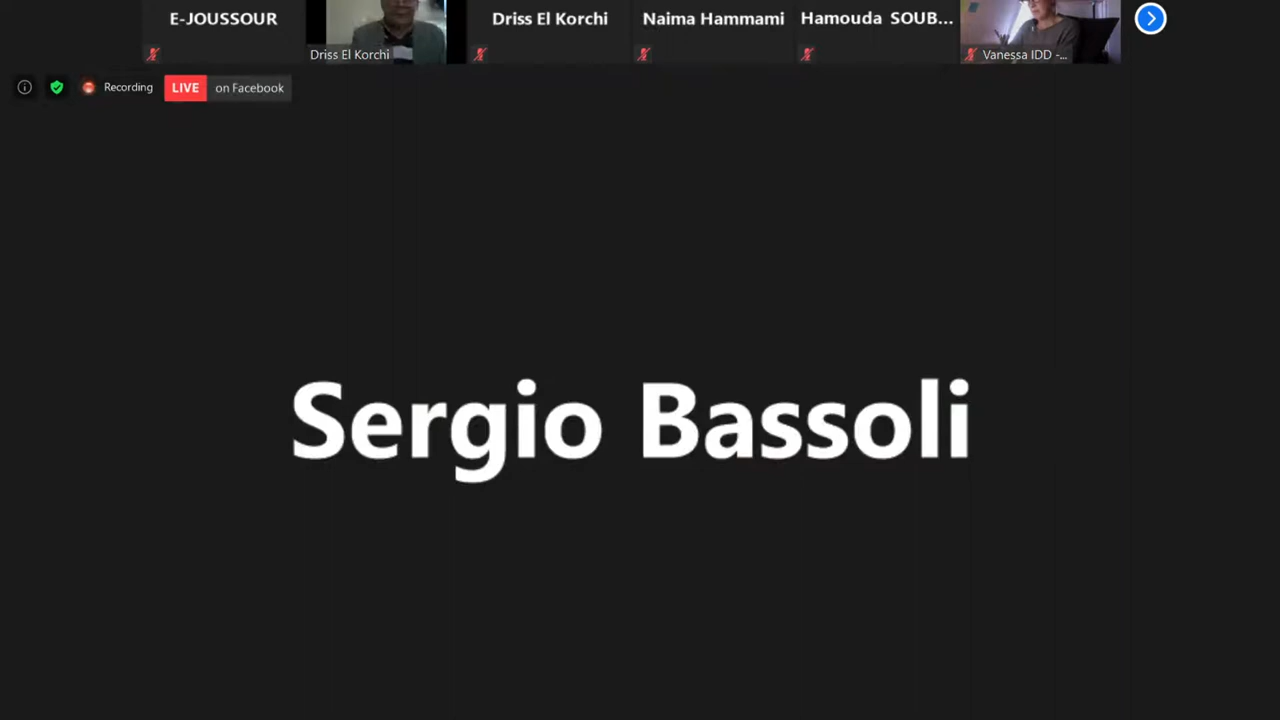 E-JOUSSOUR
Driss El Korchi
Driss El Korchi
Naima Hammami
Hamouda SOUB...
Vanessa IDD -...
Recording
LIVE on Facebook
Sergio Bassoli